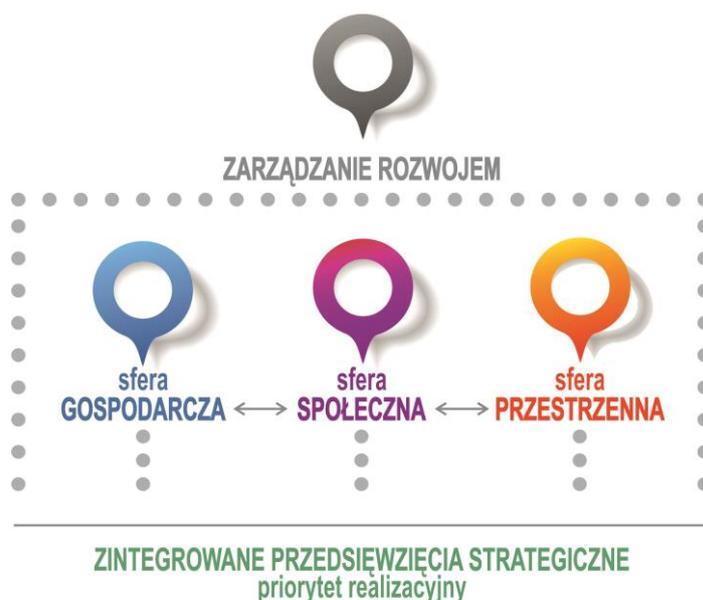 ZARZĄDZANIE ROZWOJEM
sfera
GOSPODARCZA
sfera
SPOŁECZNA
sfera
PRZESTRZENNA
ZINTEGROWANE PRZEDSIĘWZIĘCIA STRATEGICZNE
priorytet realizacyjny